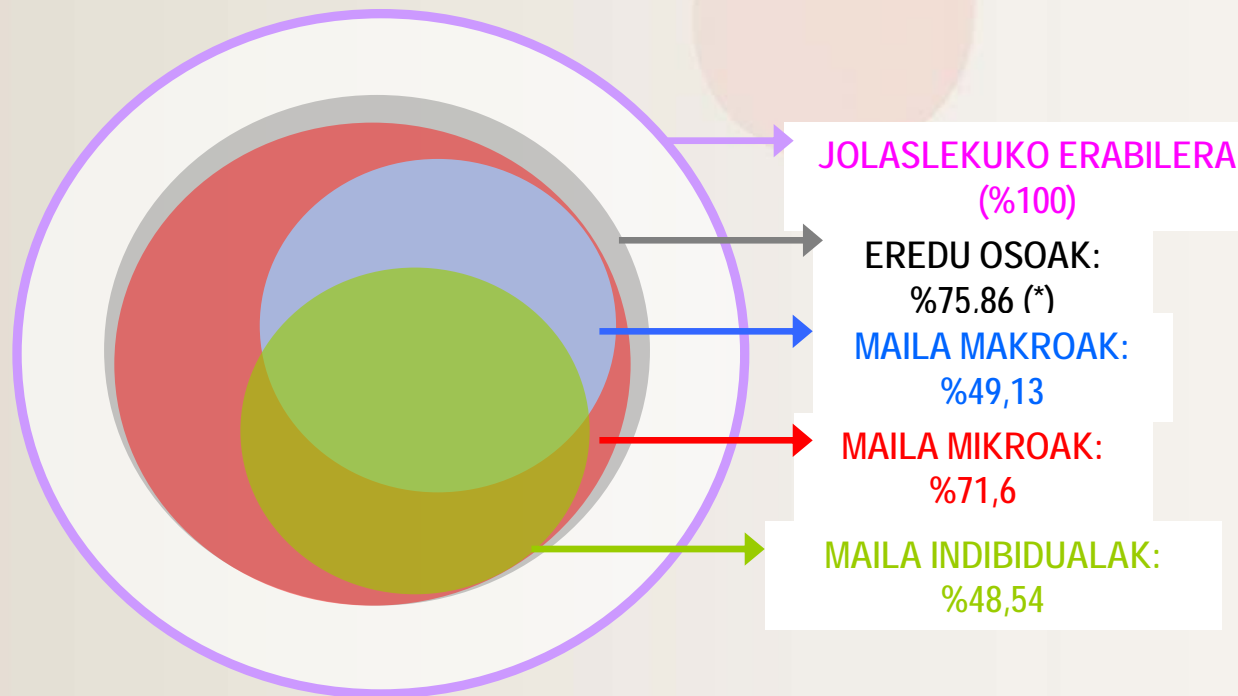 JOLASLEKUKO ERABILERA
(%100)
EREDU OSOAK:
%75,86 (*)
MAILA MAKROAK:
%49,13
MAILA MIKROAK:
%71,6
MAILA INDIBIDUALAK:
%48,54